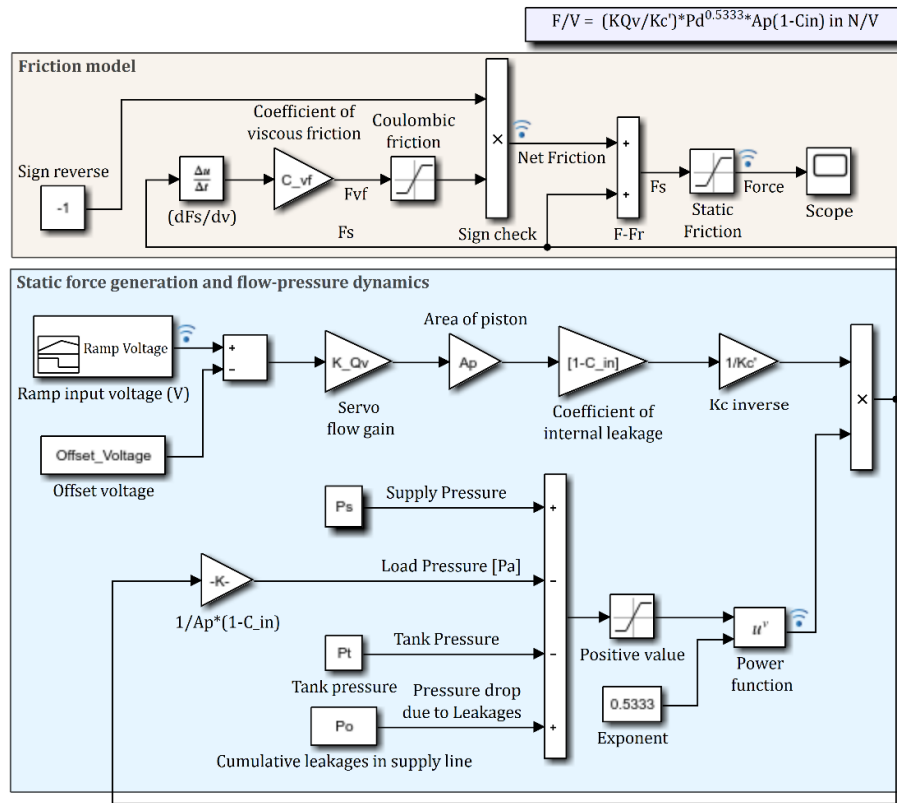 F/V = (KQv/Kc')*Pd^0.5333*Ap(1-Cin) in N/V
Friction model
Coefficient of
viscous friction
Coulombic
friction
×
Net Friction
Sign reverse
-1
Δu
Δt
(dFs/dv)
C_vf
Fvf
Fs
Sign check
+
+
F-Fr
Fs
Static
Friction
Force
Scope
Static force generation and flow-pressure dynamics
Ramp Voltage
Ramp input voltage (V)
+
−
Offset_Voltage
Offset voltage
K_Qv
Servo
flow gain
Area of piston
Ap
[1-C_in]
Coefficient of
internal leakage
1/Kc'
Kc inverse
×
Ps
Supply Pressure
+
-K-
1/Ap*(1-C_in)
Load Pressure [Pa]
−
Pt
Tank Pressure
−
Tank pressure
Po
Pressure drop
due to Leakages
+
Cumulative leakages in supply line
Positive value
0.5333
Exponent
u^v
Power
function